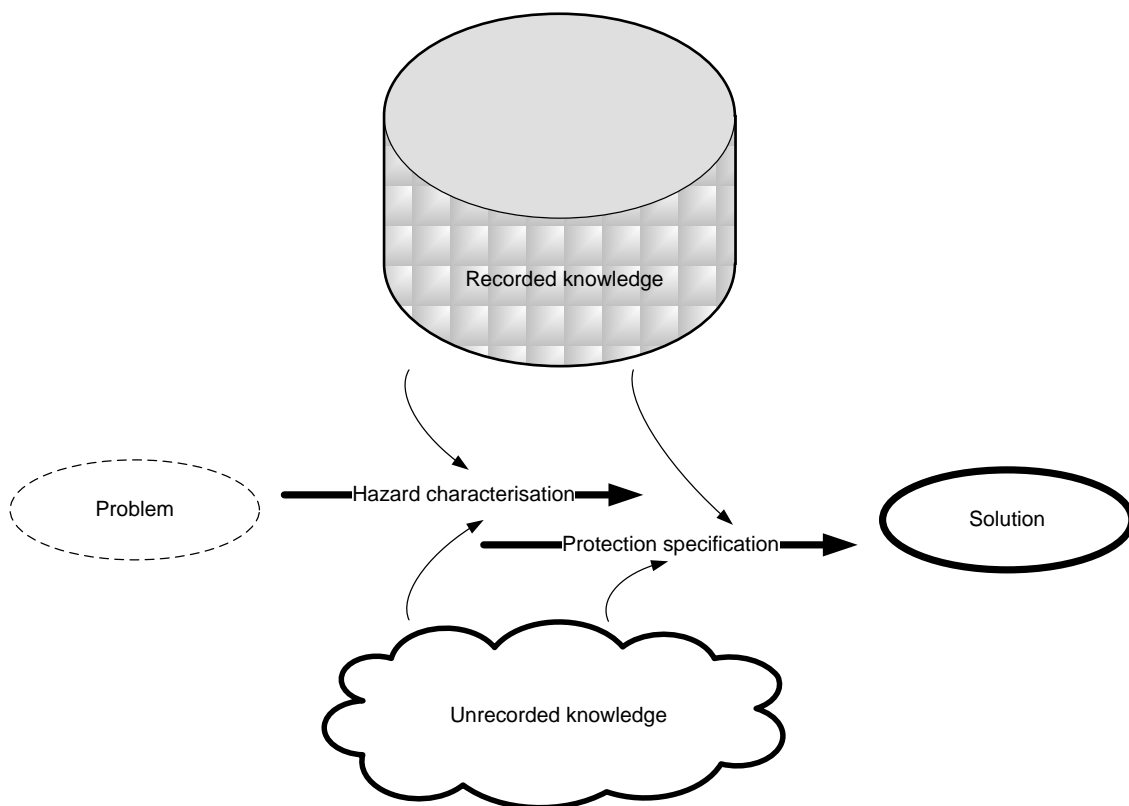 Recorded knowledge
Problem
Hazard characterisation
Protection specification
Solution
Unrecorded knowledge